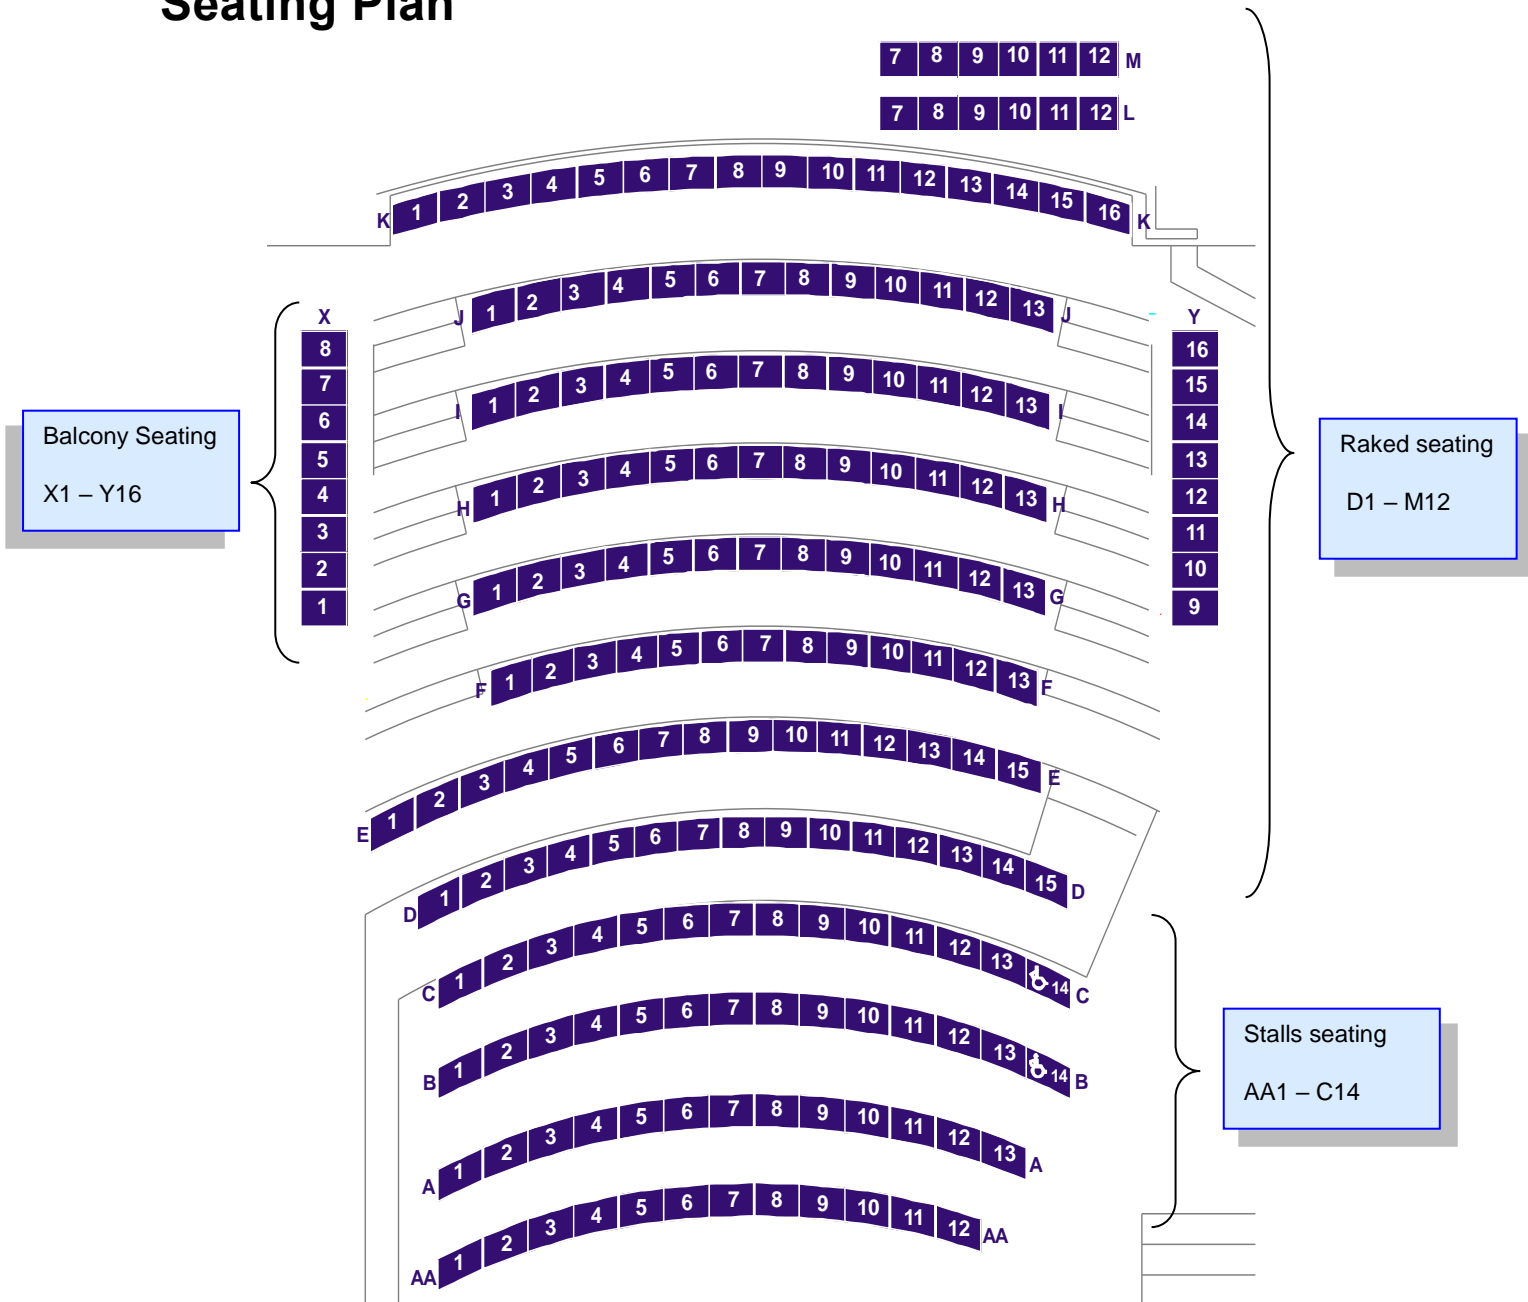 Seating Plan
7 8 9 10 11 12 M
7 8 9 10 11 12 L
K 1 2 3 4 5 6 7 8 9 10 11 12 13 14 15 16 K
J 1 2 3 4 5 6 7 8 9 10 11 12 13 J
I 1 2 3 4 5 6 7 8 9 10 11 12 13 I
H 1 2 3 4 5 6 7 8 9 10 11 12 13 H
G 1 2 3 4 5 6 7 8 9 10 11 12 13 G
F 1 2 3 4 5 6 7 8 9 10 11 12 13 F
E 1 2 3 4 5 6 7 8 9 10 11 12 13 14 15 E
D 1 2 3 4 5 6 7 8 9 10 11 12 13 14 15 D
C 1 2 3 4 5 6 7 8 9 10 11 12 13 14 C
B 1 2 3 4 5 6 7 8 9 10 11 12 13 14 B
A 1 2 3 4 5 6 7 8 9 10 11 12 13 A
AA 1 2 3 4 5 6 7 8 9 10 11 12 AA
X
8
7
6
5
4
3
2
1
Y
16
15
14
13
12
11
10
9
Balcony Seating
X1 – Y16
Raked seating
D1 – M12
Stalls seating
AA1 – C14